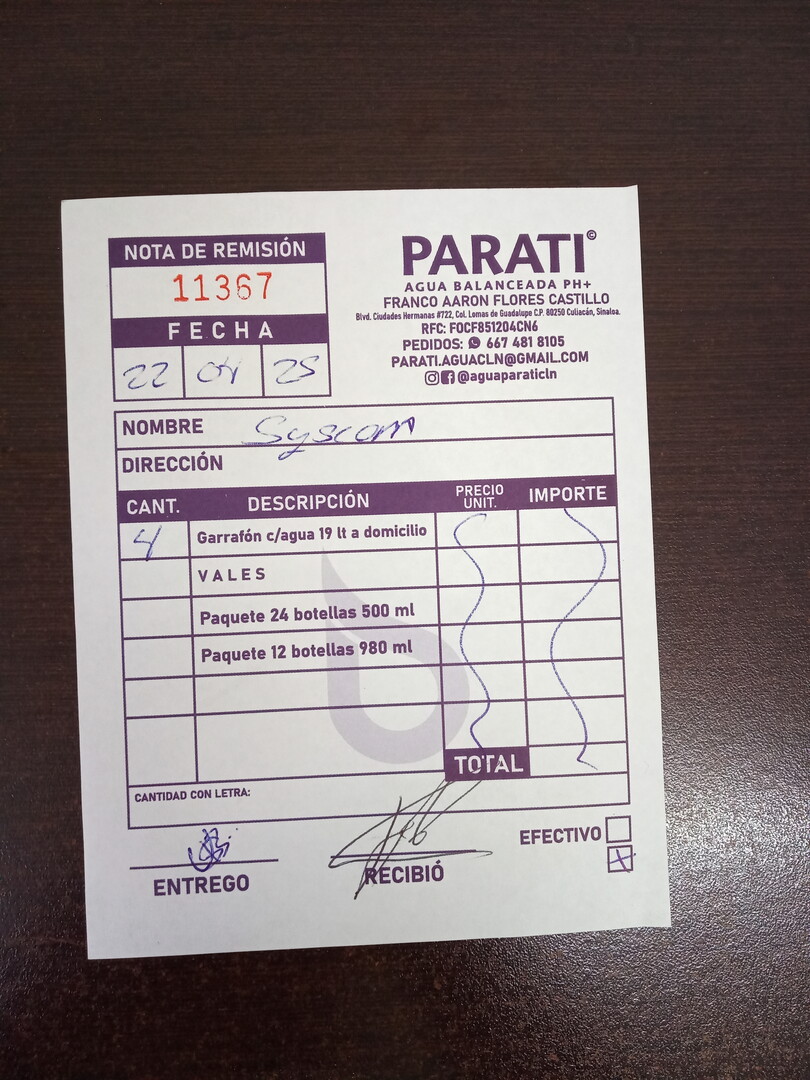 NOTA DE REMISIÓN
11367
FECHA
22 04 25
PARATI©
AGUA BALANCEADA PH+
FRANCO AARON FLORES CASTILLO
Blvd. Ciudades Hermanas #722, Col. Lomas de Guadalupe C.P. 80250 Culiacán, Sinaloa.
RFC: FOCF851204CN6
PEDIDOS: 667 481 8105
PARATI.AGUACLN@GMAIL.COM
@aguaparaticln
NOMBRE Syscom
DIRECCIÓN
CANT. DESCRIPCIÓN PRECIO UNIT. IMPORTE
4 Garrafón c/agua 19 lt a domicilio
VALES
Paquete 24 botellas 500 ml
Paquete 12 botellas 980 ml
TOTAL
CANTIDAD CON LETRA:
ENTREGO
RECIBIÓ
EFECTIVO